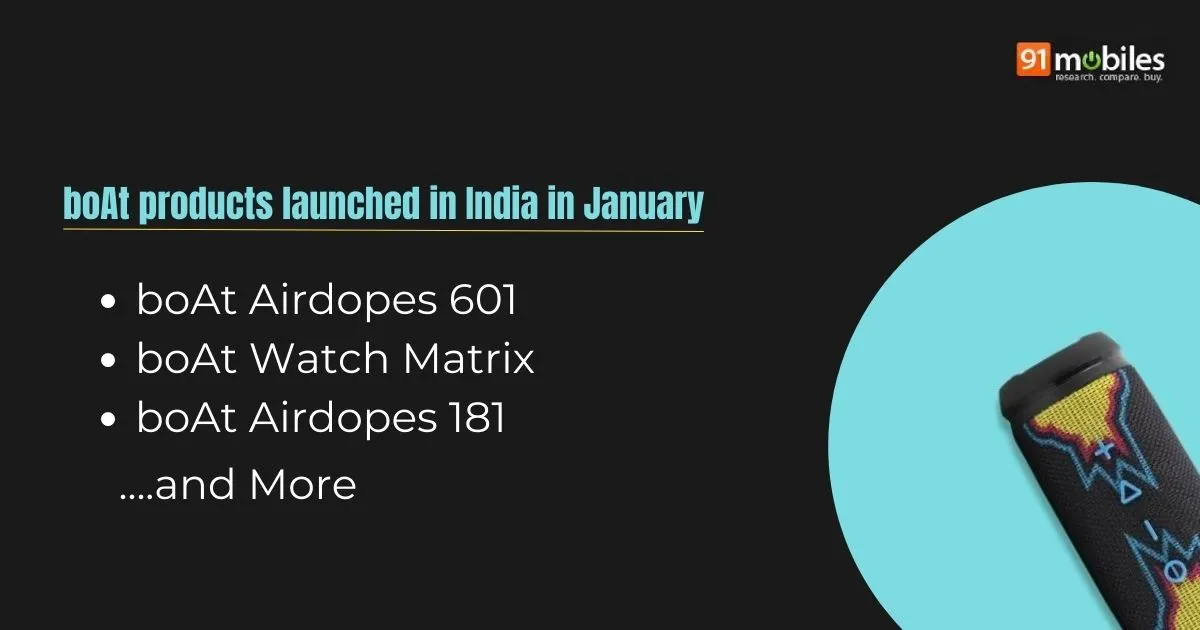 91mobiles
research. compare. buy.
boAt products launched in India in January
• boAt Airdopes 601
• boAt Watch Matrix
• boAt Airdopes 181
....and More